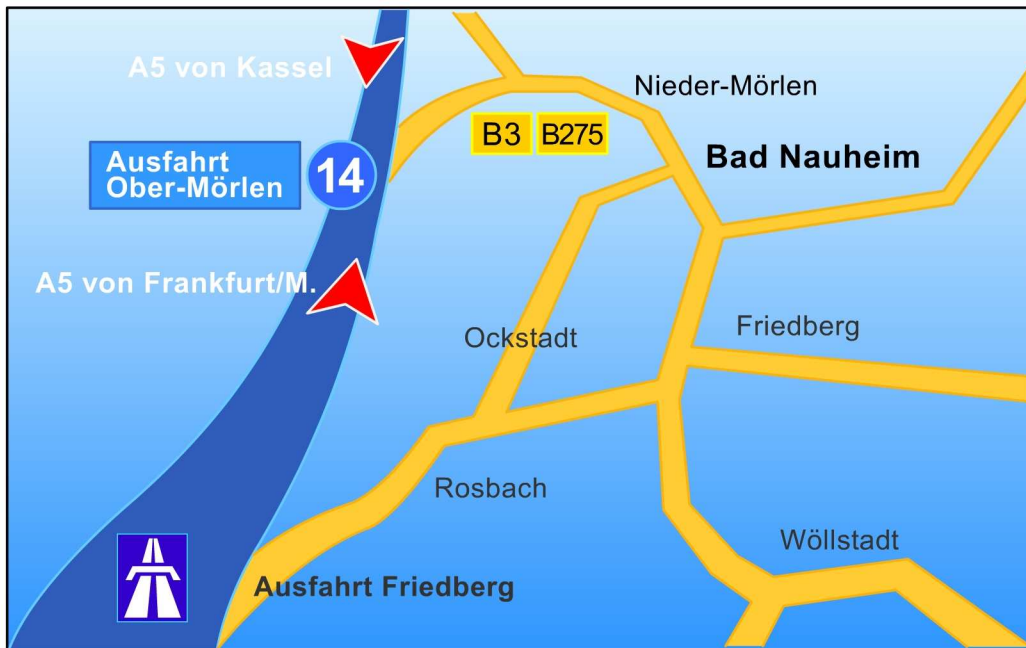 A5 von Kassel
Nieder-Mörlen
B3 B275
Bad Nauheim
Ausfahrt
Ober-Mörlen
14
A5 von Frankfurt/M.
Ockstadt
Friedberg
Rosbach
Wöllstadt
Ausfahrt Friedberg